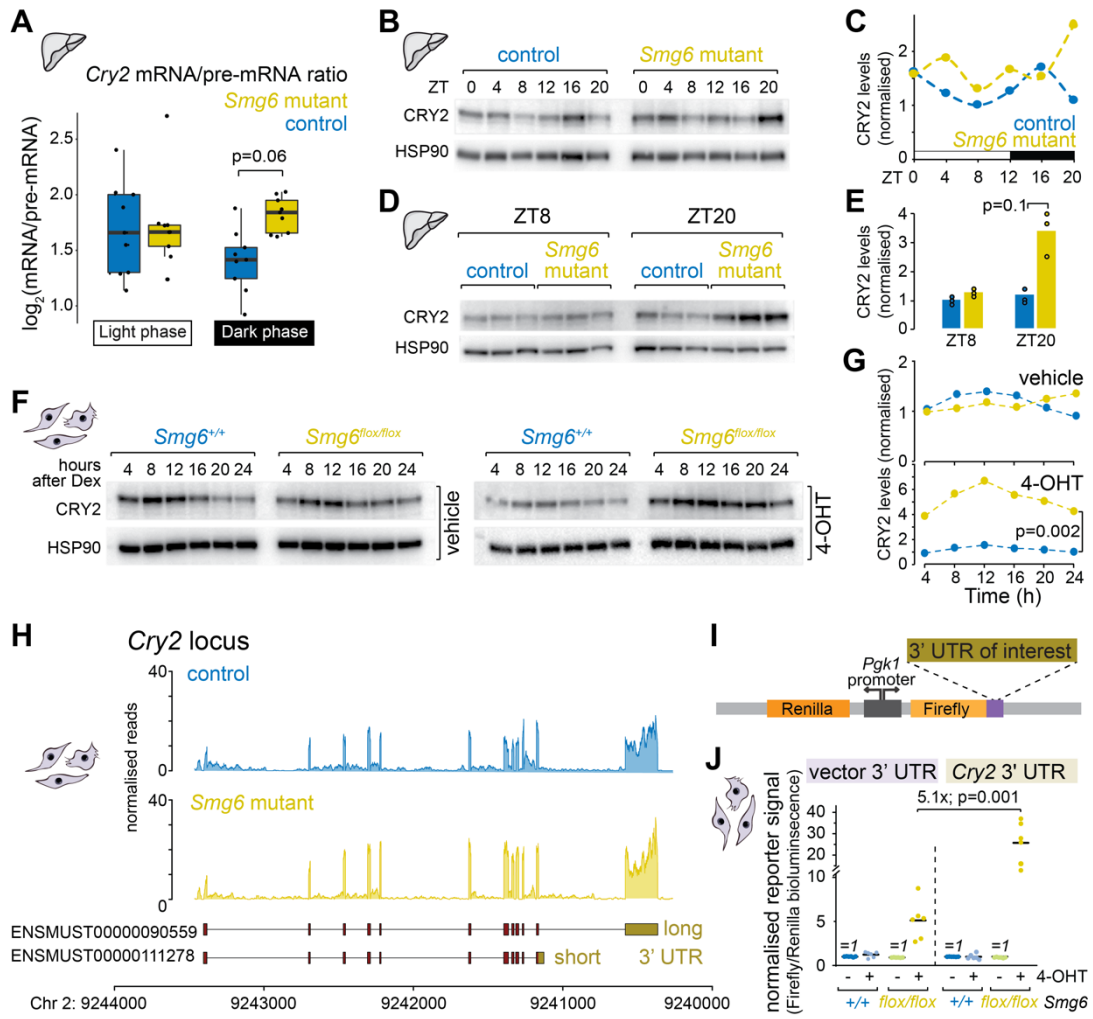 A
Cry2 mRNA/pre-mRNA ratio
Smg6 mutant
control
p=0.06
log2(mRNA/pre-mRNA)
2.5
2.0
1.5
1.0
Light phase
Dark phase
B
control
Smg6 mutant
ZT 0 4 8 12 16 20 0 4 8 12 16 20
CRY2
HSP90
C
CRY2 levels
(normalised)
2
1
0
control
Smg6 mutant
ZT 0 4 8 12 16 20
D
ZT8 ZT20
control
Smg6
mutant
control
Smg6
mutant
CRY2
HSP90
E
p=0.1
CRY2 levels
(normalised)
4
3
2
1
0
ZT8 ZT20
F
Smg6+/+ Smg6flox/flox Smg6+/+ Smg6flox/flox
hours
after Dex
4 8 12 16 20 24 4 8 12 16 20 24 4 8 12 16 20 24 4 8 12 16 20 24
CRY2
HSP90
vehicle
4-OHT
G
CRY2 levels (normalised)
2
1
0
vehicle
8
6
4
2
0
4-OHT
p=0.002
4 8 12 16 20 24
Time (h)
H
Cry2 locus
control
normalised reads
40
0
Smg6 mutant
40
0
ENSMUST00000090559
long
ENSMUST00000111278
short 3' UTR
Chr 2: 9244000 9243000 9242000 9241000 9240000
I
3' UTR of interest
Pgk1
promoter
Renilla
Firefly
J
vector 3' UTR Cry2 3' UTR
5.1x; p=0.001
normalised reporter signal
(Firefly/Renilla bioluminsecence)
40
30
20
10
5
0
=1 =1 =1 =1
- + - + - + - + 4-OHT
+/+ flox/flox +/+ flox/flox Smg6